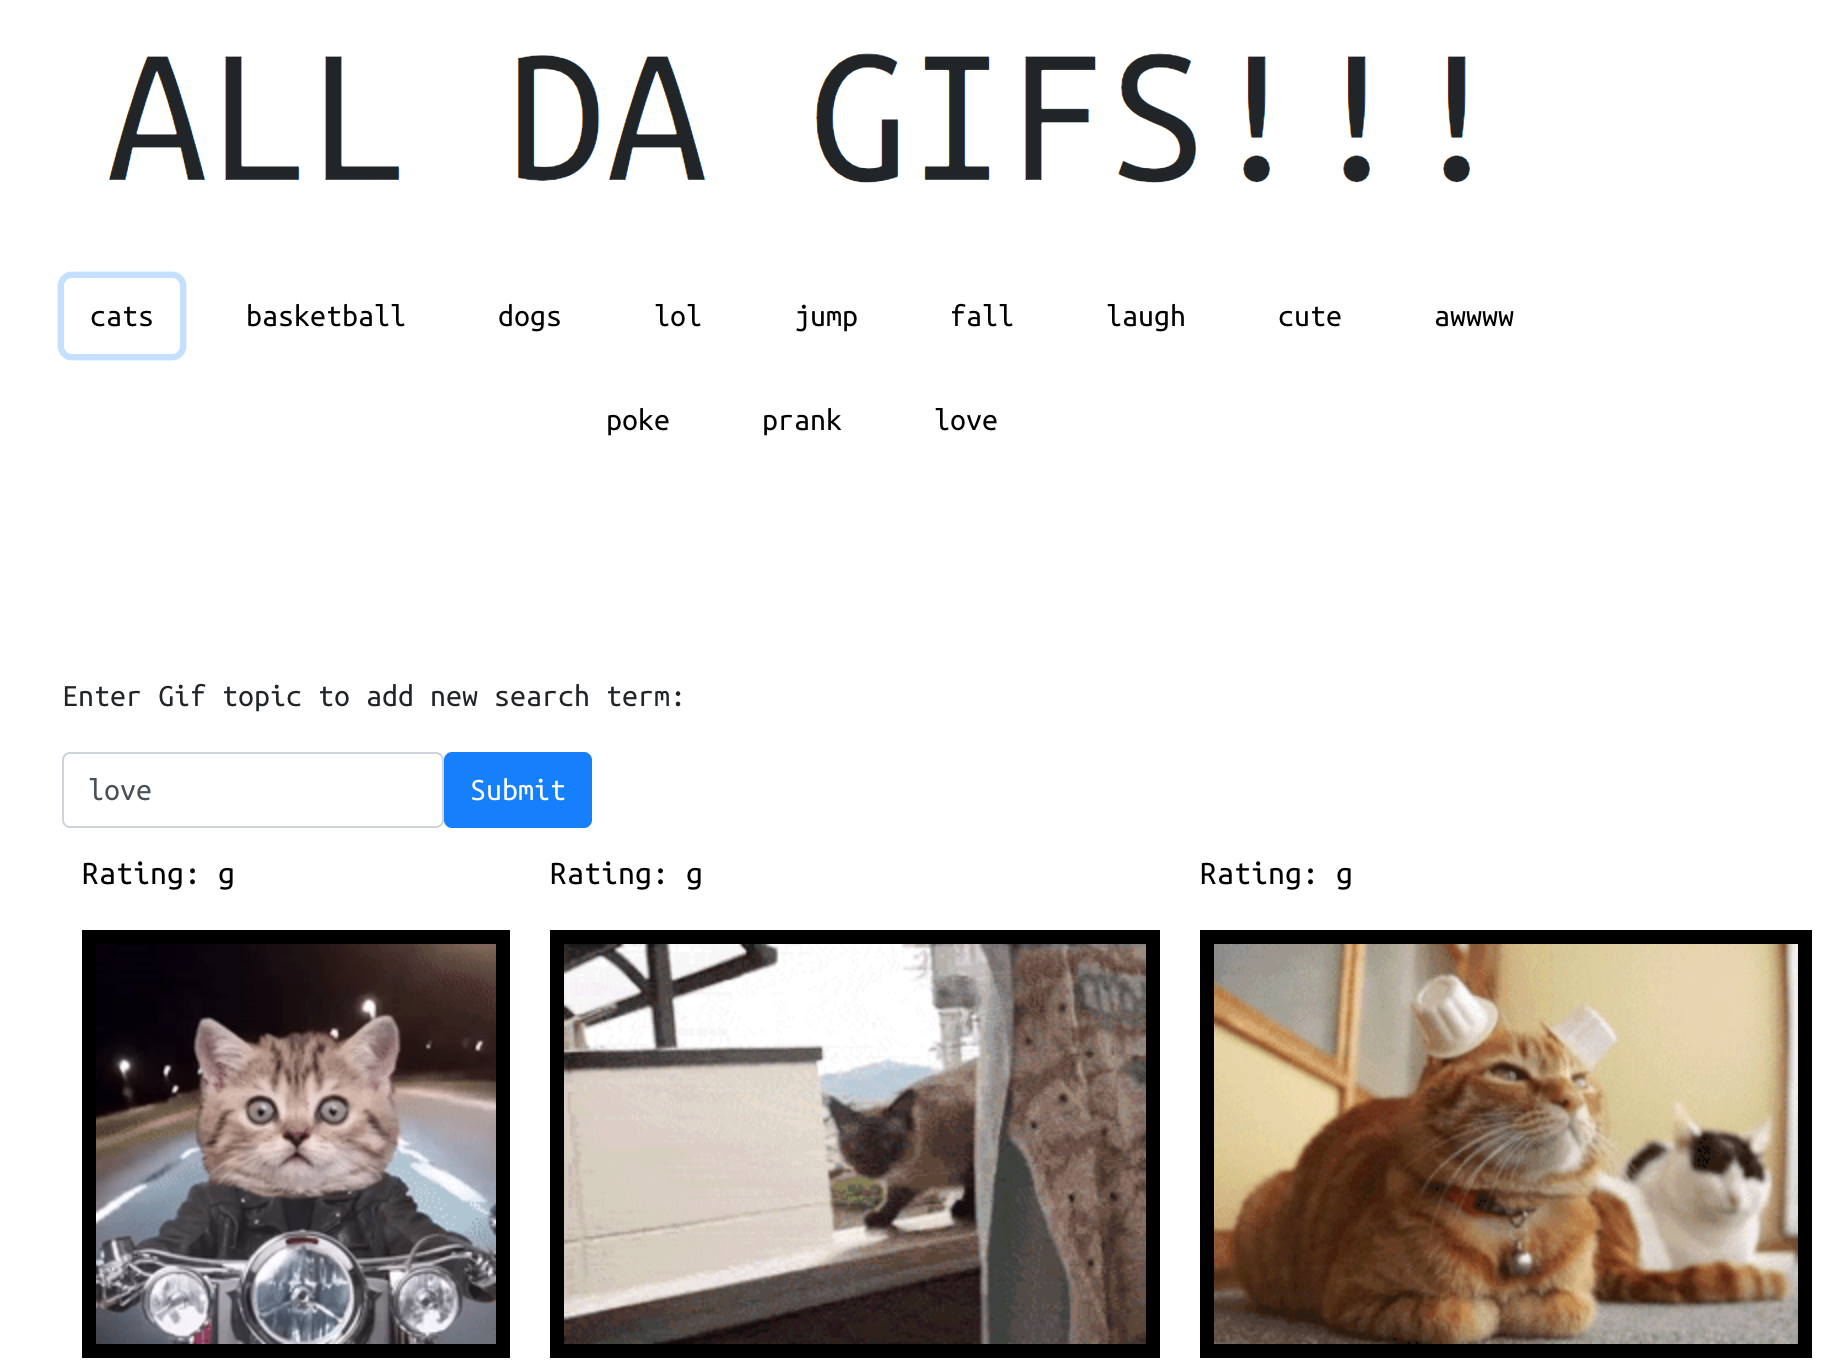 ALL DA GIFS!!!
cats basketball dogs lol jump fall laugh cute awwww
poke prank love
Enter Gif topic to add new search term:
love Submit
Rating: g Rating: g Rating: g